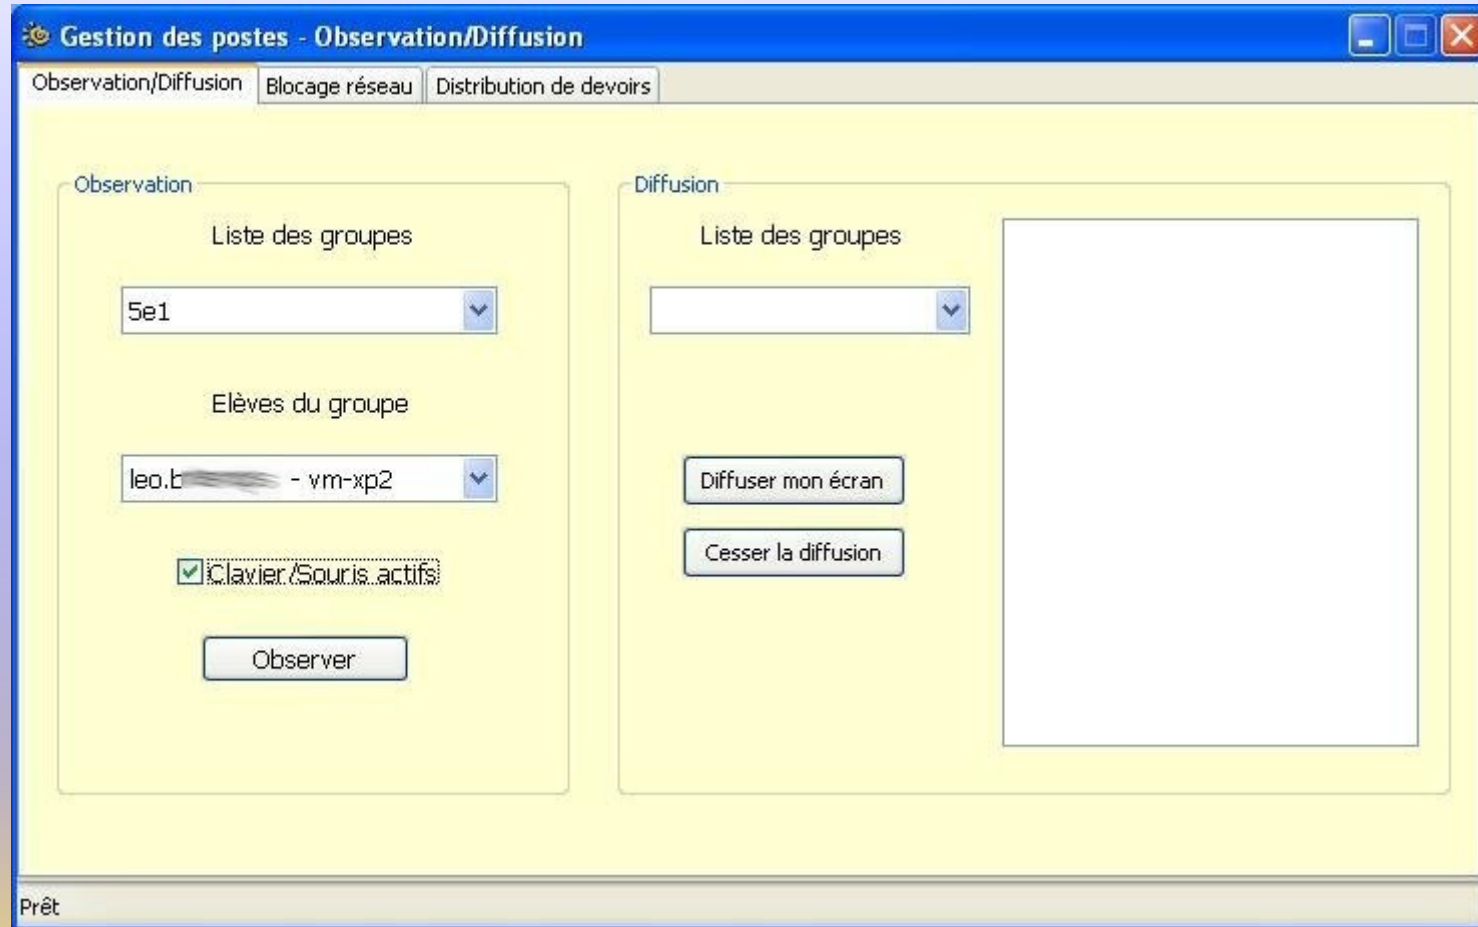 Gestion des postes - Observation/Diffusion
Observation/Diffusion Blocage réseau Distribution de devoirs
Observation
Liste des groupes
5e1
Elèves du groupe
- vm-xp2
Clavier/Souris actifs
Observer
Diffusion
Liste des groupes
Diffuser mon écran
Cesser la diffusion
Prêt